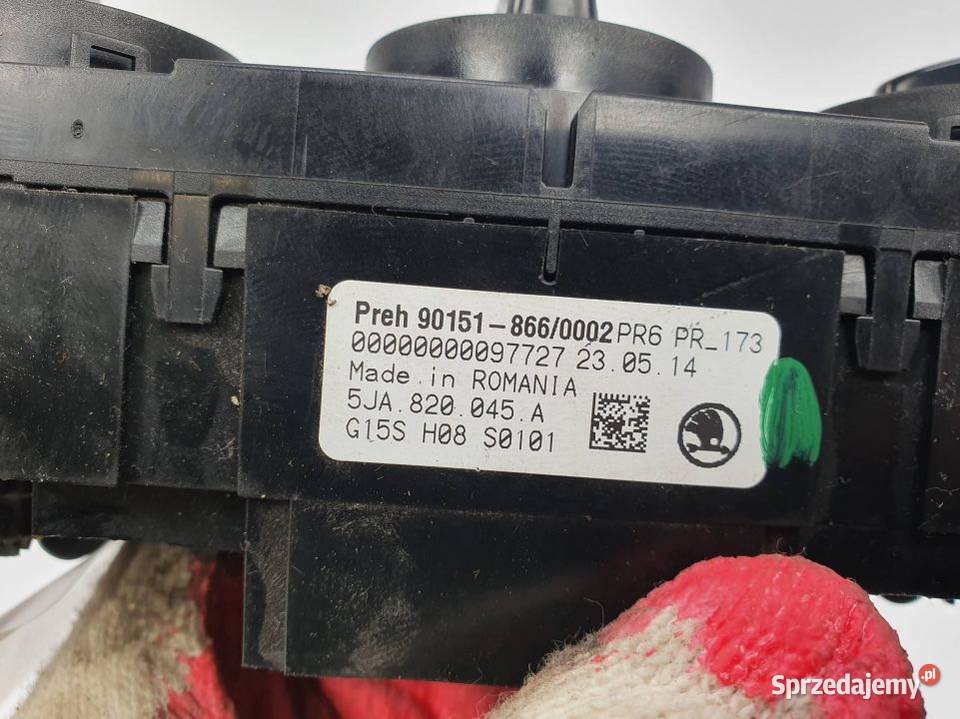 Preh 90151-866/0002 PR6 PR_173
00000000097727 23.05.14
Made.in ROMANIA
5JA.820.045.A
G15S H08 S0101
Sprzedajemy.pl